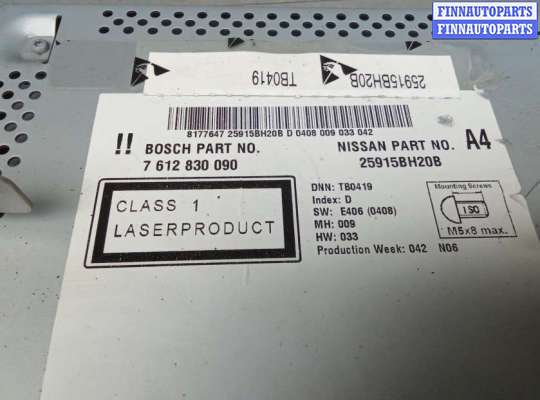 FINNAUTOPARTS
FINNAUTOPARTS
TB0419
25915BH20B
8177647 25915BH20B D 0408 009 033 042
!! BOSCH PART NO.
7 612 830 090
NISSAN PART NO. A4
25915BH20B
CLASS 1
LASERPRODUCT
DNN: TB0419
Index: D
SW: E406 (0408)
MH: 009
HW: 033
Production Week: 042 N06
Mounting Screws
ISO
M5x8 max.